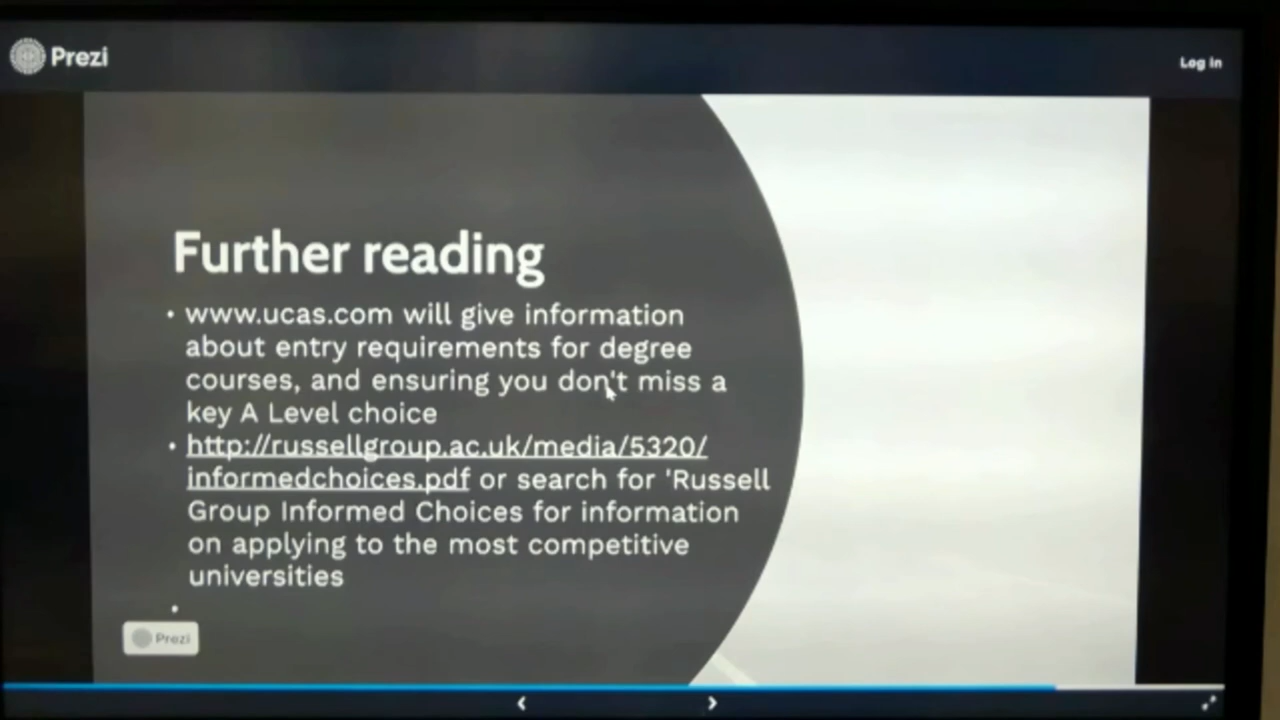 Prezi
Log in
Further reading
• www.ucas.com will give information
about entry requirements for degree
courses, and ensuring you don't miss a
key A Level choice
• http://russellgroup.ac.uk/media/5320/
informedchoices.pdf or search for 'Russell
Group Informed Choices for information
on applying to the most competitive
universities
•
Prezi